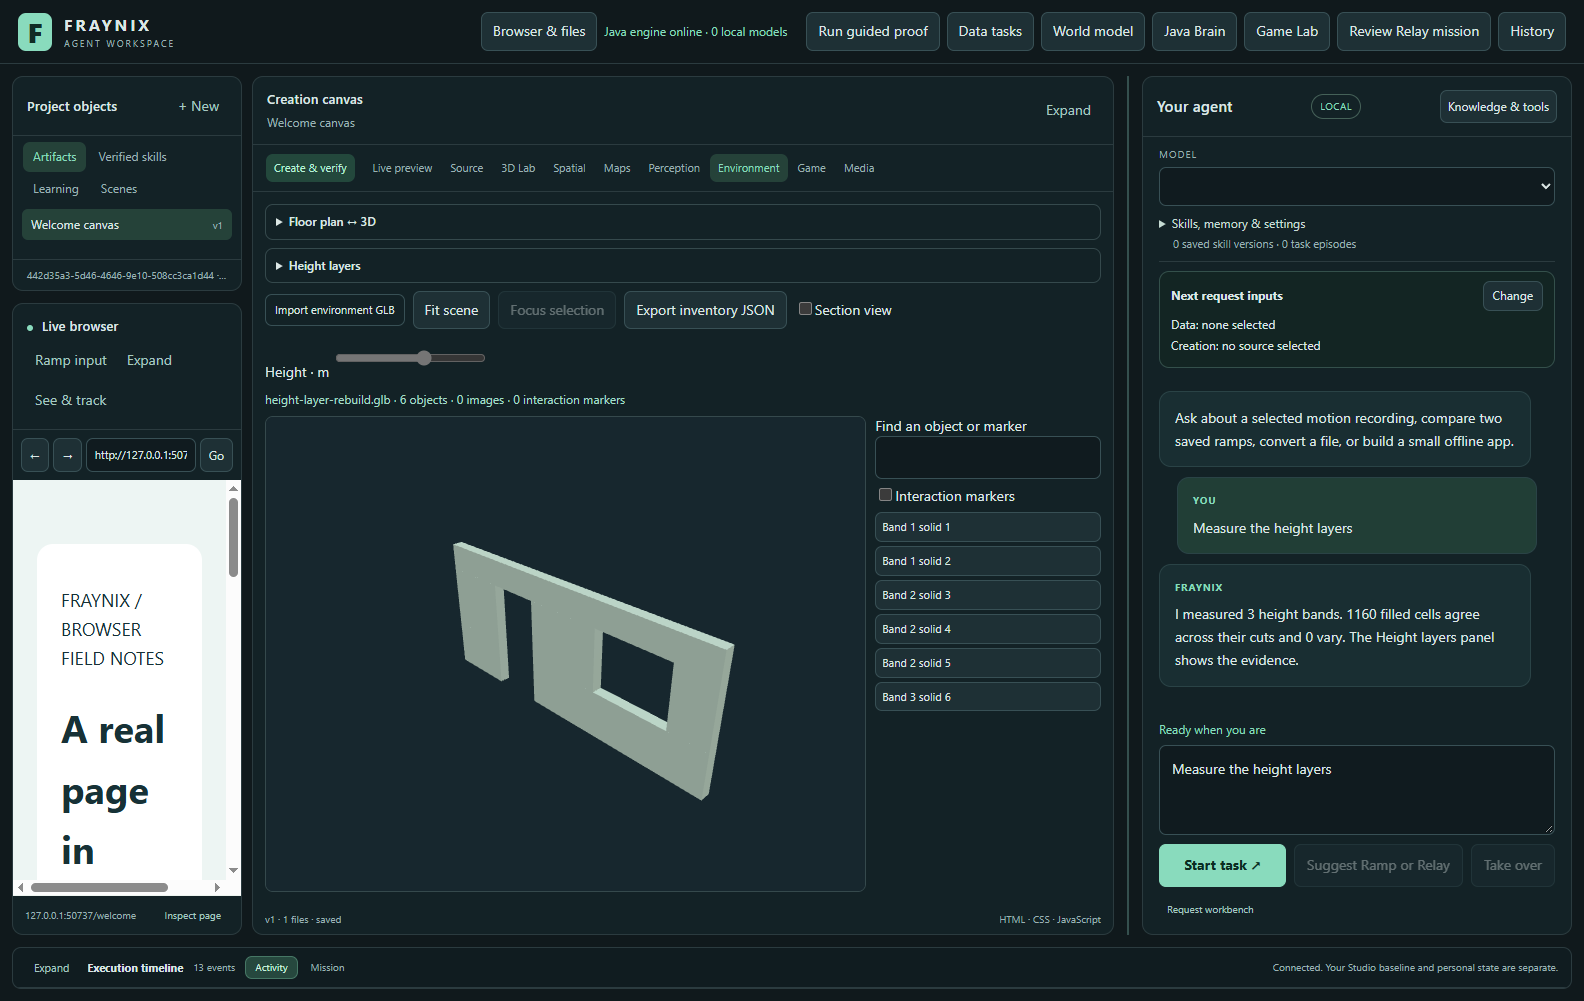 F
FRAYNIX
AGENT WORKSPACE
Browser & files
Java engine online · 0 local models
Run guided proof
Data tasks
World model
Java Brain
Game Lab
Review Relay mission
History
Project objects
+ New
Artifacts
Verified skills
Learning
Scenes
Welcome canvas
v1
442d35a3-5d46-4646-9e10-508cc3ca1d44 ·...
Live browser
Ramp input
Expand
See & track
←
→
http://127.0.0.1:507
Go
FRAYNIX /
BROWSER
FIELD NOTES
A real
page
in
127.0.0.1:50737/welcome
Inspect page
Creation canvas
Welcome canvas
Expand
Create & verify
Live preview
Source
3D Lab
Spatial
Maps
Perception
Environment
Game
Media
Floor plan ↔ 3D
Height layers
Import environment GLB
Fit scene
Focus selection
Export inventory JSON
Section view
Height · m
height-layer-rebuild.glb · 6 objects · 0 images · 0 interaction markers
Find an object or marker
Interaction markers
Band 1 solid 1
Band 1 solid 2
Band 2 solid 3
Band 2 solid 4
Band 2 solid 5
Band 3 solid 6
v1 · 1 files · saved
HTML · CSS · JavaScript
Your agent
LOCAL
Knowledge & tools
MODEL
Skills, memory & settings
0 saved skill versions · 0 task episodes
Next request inputs
Change
Data: none selected
Creation: no source selected
Ask about a selected motion recording, compare two
saved ramps, convert a file, or build a small offline app.
YOU
Measure the height layers
FRAYNIX
I measured 3 height bands. 1160 filled cells agree
across their cuts and 0 vary. The Height layers panel
shows the evidence.
Ready when you are
Measure the height layers
Start task ↗
Suggest Ramp or Relay
Take over
Request workbench
Expand
Execution timeline
13 events
Activity
Mission
Connected. Your Studio baseline and personal state are separate.